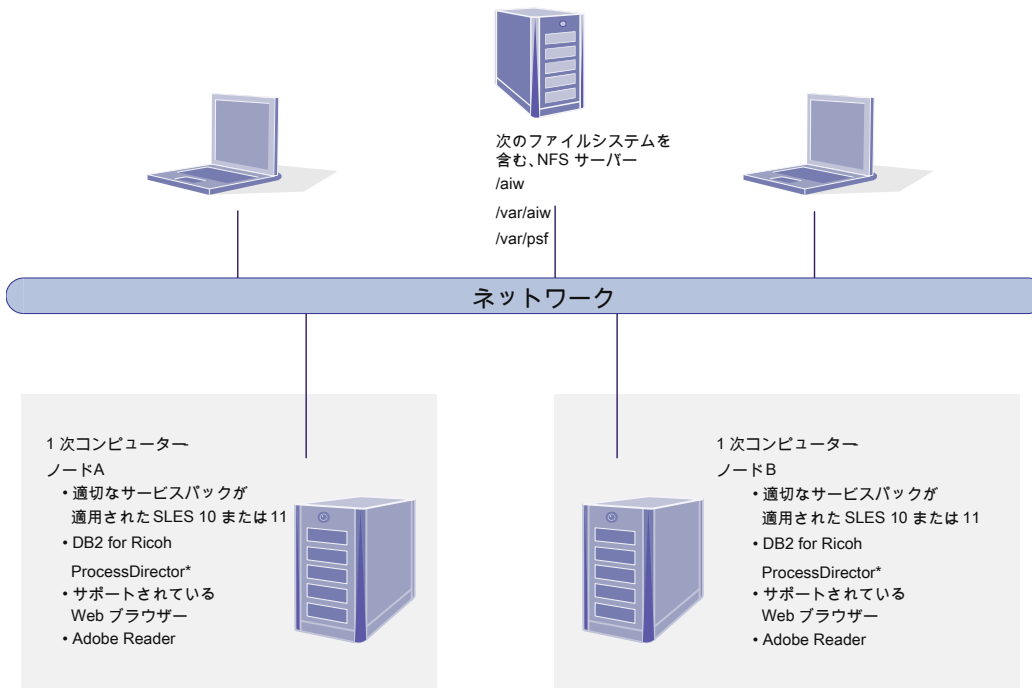 次のファイルシステムを
含む、NFS サーバー
/aiw
/var/aiw
/var/psf
ネットワーク
1 次コンピューター-
ノードA
• 適切なサービスパックが
適用された SLES 10 または 11
• DB2 for Ricoh
ProcessDirector*
• サポートされている
Web ブラウザー
• Adobe Reader
1 次コンピューター-
ノードB
• 適切なサービスパックが
適用された SLES 10 または 11
• DB2 for Ricoh
ProcessDirector*
• サポートされている
Web ブラウザー
• Adobe Reader